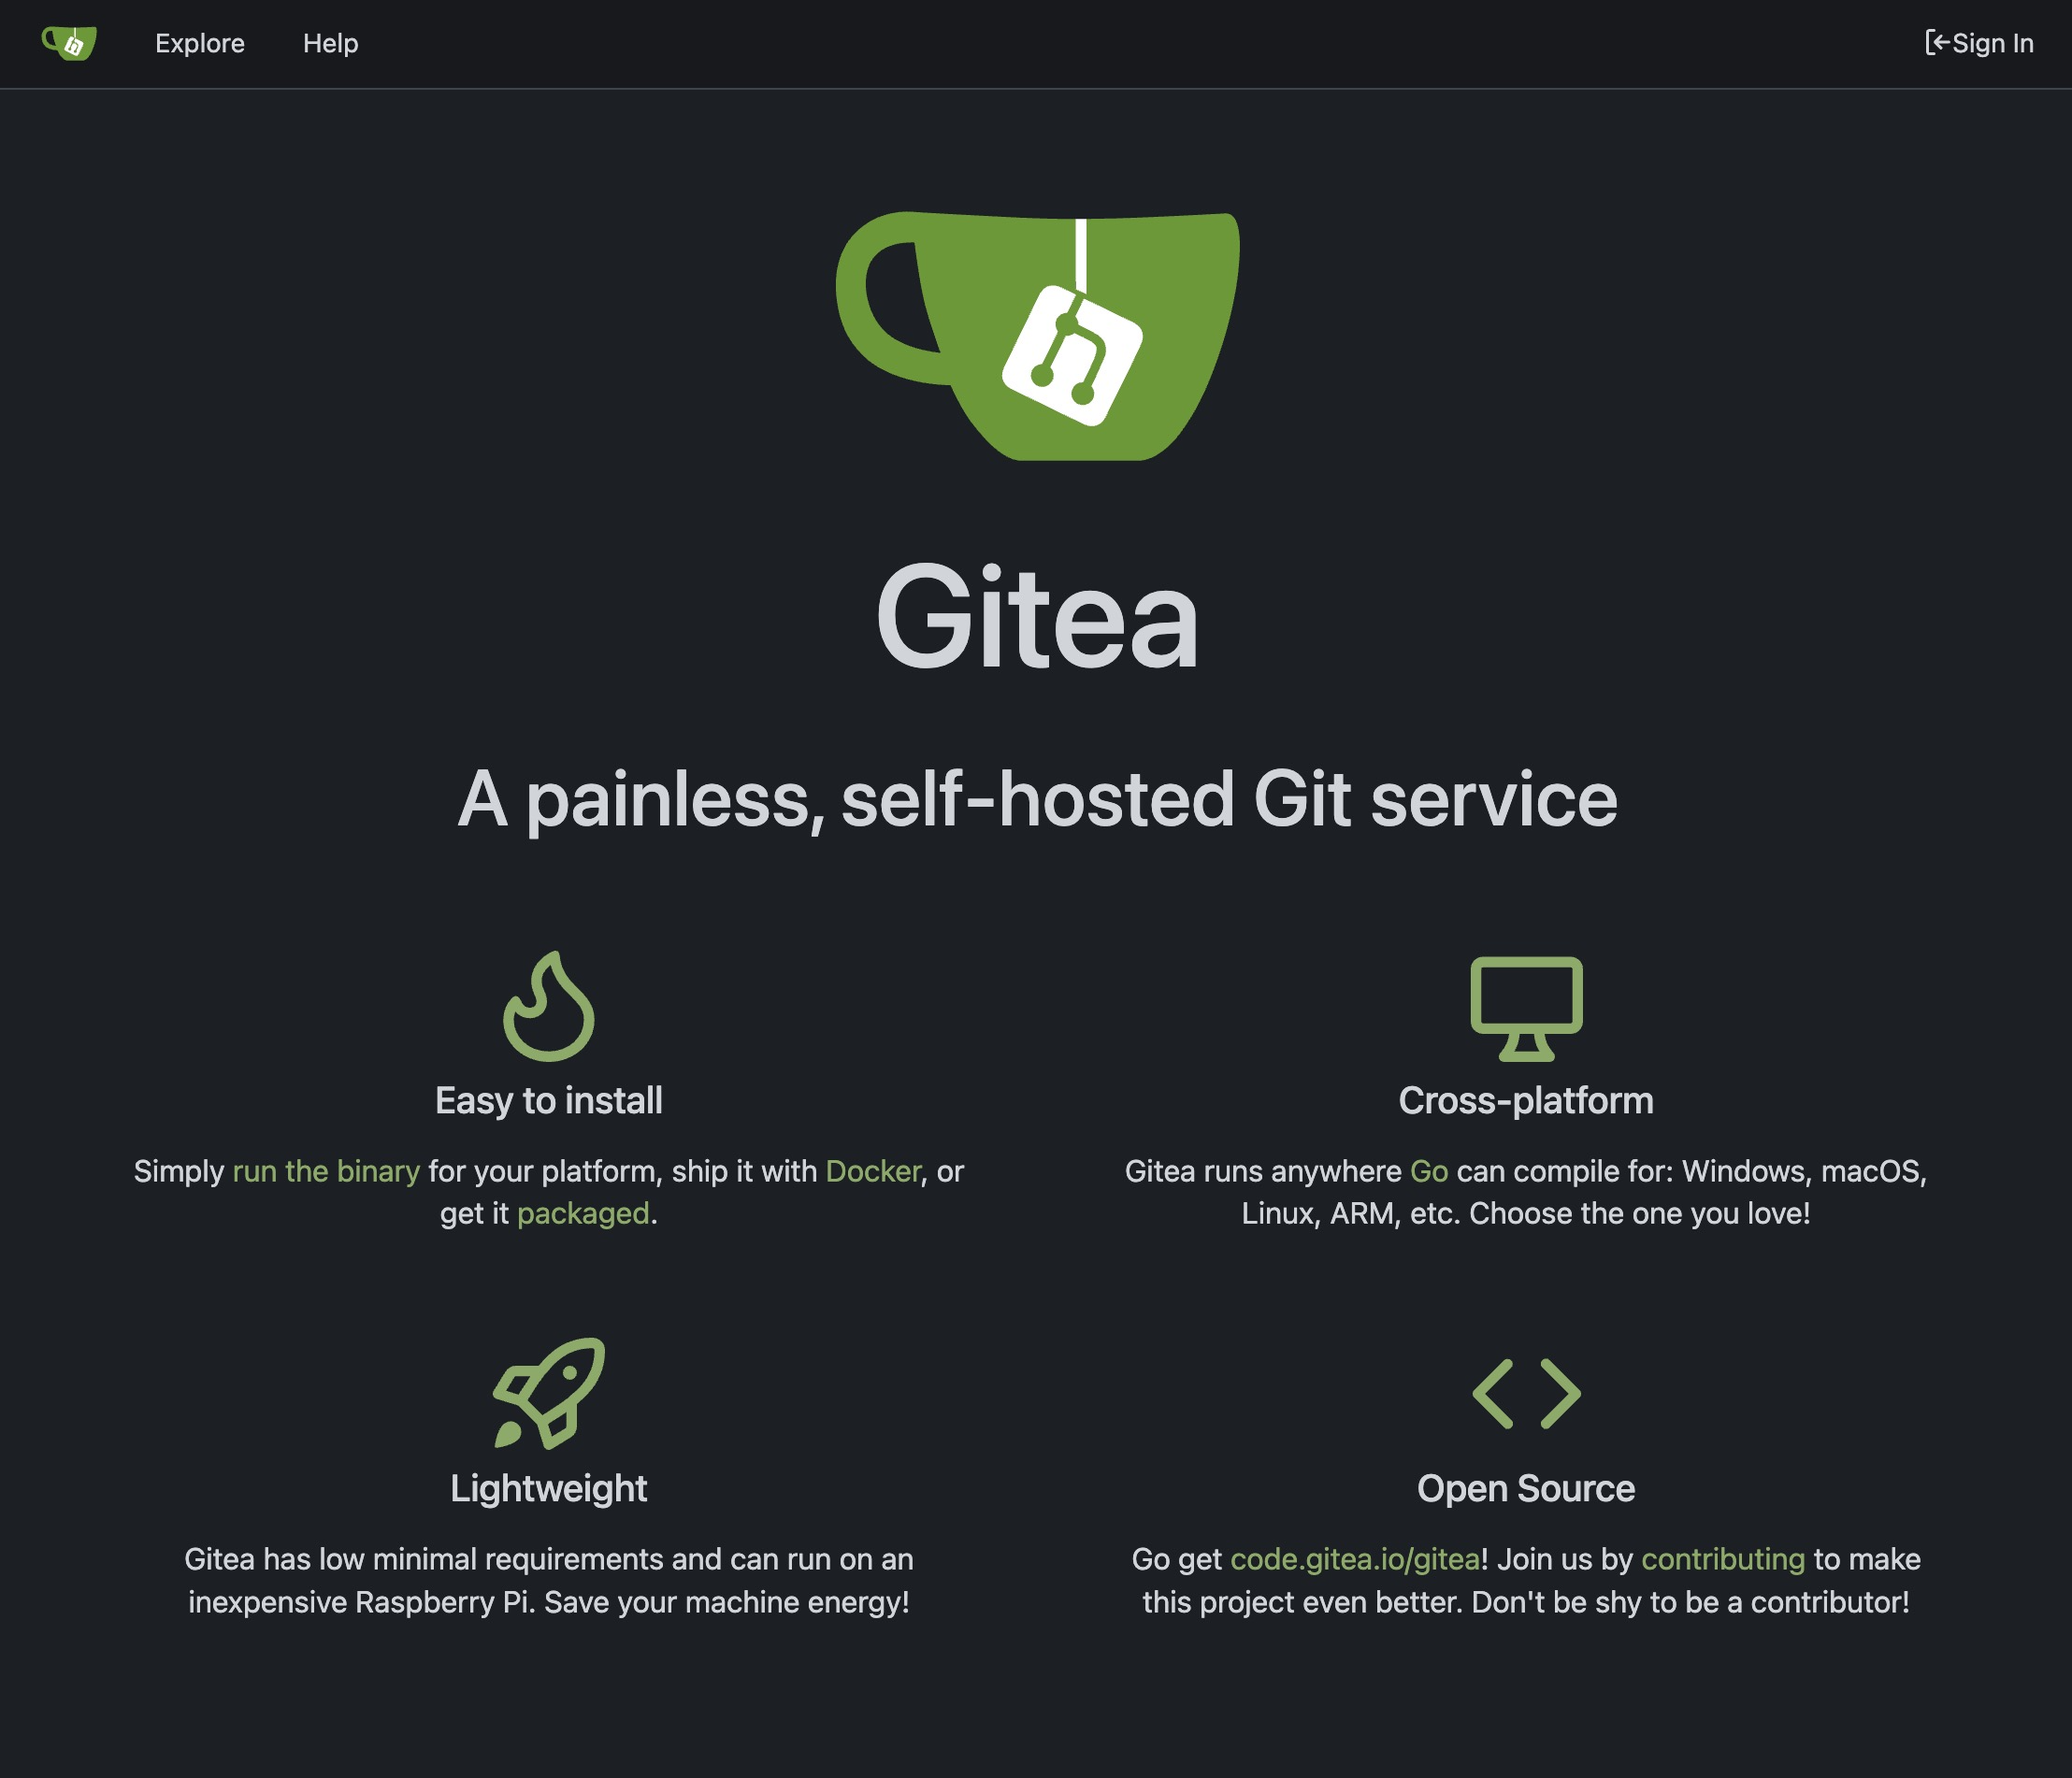 Explore Help Sign In
Gitea
A painless, self-hosted Git service
Easy to install
Simply run the binary for your platform, ship it with Docker, or
get it packaged.
Cross-platform
Gitea runs anywhere Go can compile for: Windows, macOS,
Linux, ARM, etc. Choose the one you love!
Lightweight
Gitea has low minimal requirements and can run on an
inexpensive Raspberry Pi. Save your machine energy!
Open Source
Go get code.gitea.io/gitea! Join us by contributing to make
this project even better. Don't be shy to be a contributor!